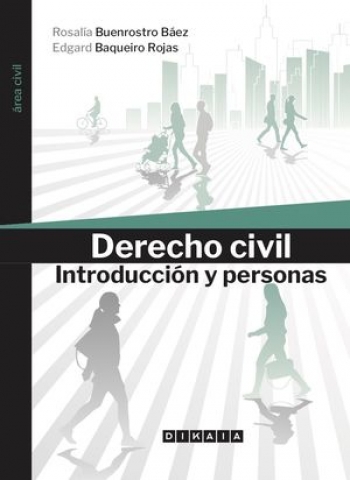 Rosalía Buenrostro Báez
Edgard Baqueiro Rojas
área civil
Derecho civil
Introducción y personas
DIKAIA